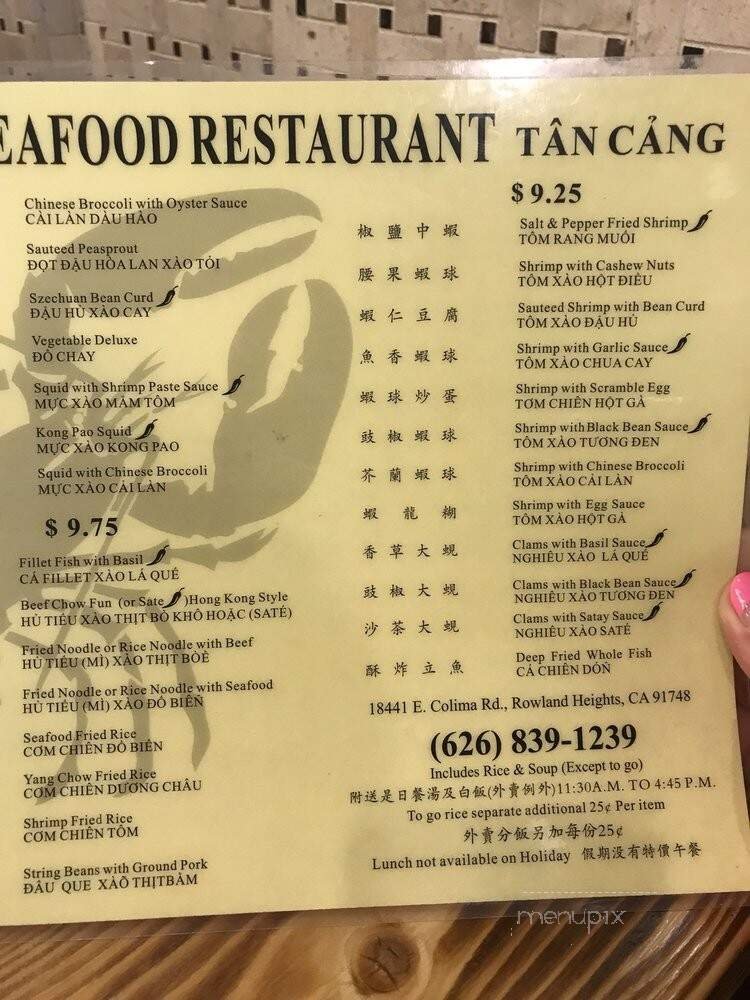 EAFOOD RESTAURANT TÂN CẢNG
Chinese Broccoli with Oyster Sauce
CÀI LÀN DẦU HÀO
Sauteed Peasprout
ĐỌT ĐẬU HÒA LAN XÀO TỎI
Szechuan Bean Curd
ĐẬU HỦ XÀO CAY
Vegetable Deluxe
ĐỒ CHAY
Squid with Shrimp Paste Sauce
MỰC XÀO MẮM TÔM
Kong Pao Squid
MỰC XÀO KONG PAO
Squid with Chinese Broccoli
MỰC XÀO CẢI LÀN
$ 9.75
Fillet Fish with Basil
CÁ FILLET XÀO LÁ QUẾ
Beef Chow Fun (or Sate )Hong Kong Style
HỦ TIẾU XÀO THỊT BÒ KHÔ HOẶC (SATÉ)
Fried Noodle or Rice Noodle with Beef
HỦ TIẾU (MÌ) XÀO THỊT BÒÈ
Fried Noodle or Rice Noodle with Seafood
HỦ TIẾU (MÌ) XÀO ĐỒ BIỄN
Seafood Fried Rice
CƠM CHIÊN ĐỒ BIỂN
Yang Chow Fried Rice
CƠM CHIÊN DƯƠNG CHÂU
Shrimp Fried Rice
CƠM CHIÊN TÔM
String Beans with Ground Pork
ĐẬU QUE XÀÕ THỊTBẰM
$ 9.25
椒鹽中蝦 Salt & Pepper Fried Shrimp
TÔM RANG MUỐI
腰果蝦球 Shrimp with Cashew Nuts
TÔM XÀO HỘT ĐIỀU
蝦仁豆腐 Sauteed Shrimp with Bean Curd
TÔM XÀO ĐẬU HỦ
魚香蝦球 Shrimp with Garlic Sauce
TÔM XÀO CHUA CAY
蝦球炒蛋 Shrimp with Scramble Egg
TƠM CHIÊN HỘT GÀ
豉椒蝦球 Shrimp with Black Bean Sauce
TÔM XÀO TƯƠNG ĐEN
芥蘭蝦球 Shrimp with Chinese Broccoli
TÔM XÀO CẢI LÀN
蝦龍糊 Shrimp with Egg Sauce
TÔM XÀO HỘT GÀ
香草大蜆 Clams with Basil Sauce
NGHIÊU XÀO LÁ QUẾ
豉椒大蜆 Clams with Black Bean Sauce
NGHIÊU XÀO TƯƠNG ĐEN
沙茶大蜆 Clams with Satay Sauce
NGHIÊU XÀO SATÉ
酥炸立魚 Deep Fried Whole Fish
CÁ CHIÊN DÓN
18441 E. Colima Rd., Rowland Heights, CA 91748
(626) 839-1239
Includes Rice & Soup (Except to go)
附送是日餐湯及白飯(外賣例外)11:30A.M. TO 4:45 P.M.
To go rice separate additional 25¢ Per item
外賣分飯另加每份25¢
Lunch not available on Holiday 假期沒有特價午餐
menupix